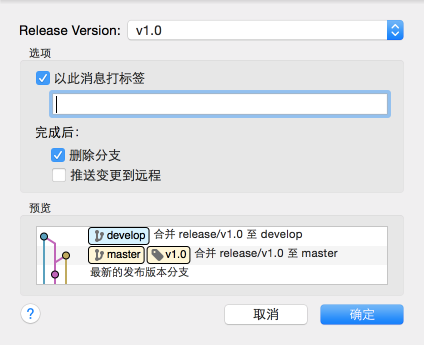 Release Version: v1.0
选项
以此消息打标签
完成后：
删除分支
推送变更到远程
预览
develop 合并 release/v1.0 至 develop
master v1.0 合并 release/v1.0 至 master
最新的发布版本分支
? 取消 确定